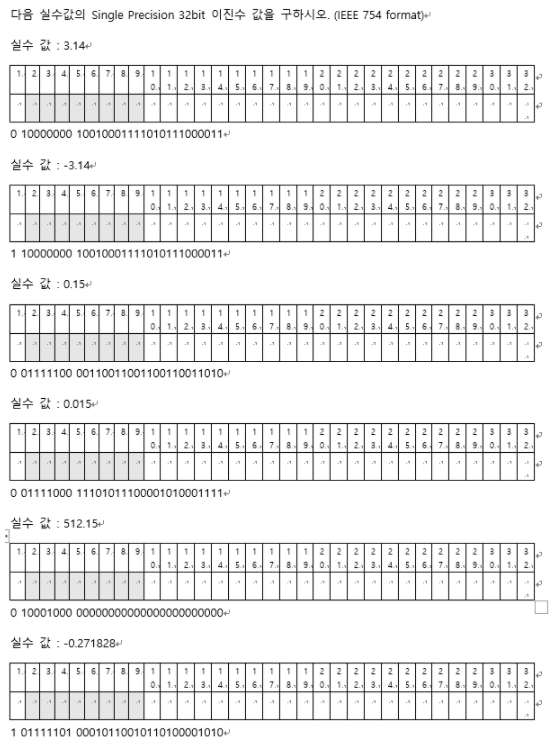 다음 실수값의 Single Precision 32bit 이진수 값을 구하시오. (IEEE 754 format)
실수 값 : 3.14
1 2 3 4 5 6 7 8 9 10 11 12 13 14 15 16 17 18 19 20 21 22 23 24 25 26 27 28 29 30 31 32
0 10000000 10010001111010111000011
실수 값 : -3.14
1 2 3 4 5 6 7 8 9 10 11 12 13 14 15 16 17 18 19 20 21 22 23 24 25 26 27 28 29 30 31 32
1 10000000 10010001111010111000011
실수 값 : 0.15
1 2 3 4 5 6 7 8 9 10 11 12 13 14 15 16 17 18 19 20 21 22 23 24 25 26 27 28 29 30 31 32
0 01111100 00110011001100110011010
실수 값 : 0.015
1 2 3 4 5 6 7 8 9 10 11 12 13 14 15 16 17 18 19 20 21 22 23 24 25 26 27 28 29 30 31 32
0 01111000 11101011100001010001111
실수 값 : 512.15
1 2 3 4 5 6 7 8 9 10 11 12 13 14 15 16 17 18 19 20 21 22 23 24 25 26 27 28 29 30 31 32
0 10001000 00000000000000000000000
실수 값 : -0.271828
1 2 3 4 5 6 7 8 9 10 11 12 13 14 15 16 17 18 19 20 21 22 23 24 25 26 27 28 29 30 31 32
1 01111101 00010110010110100001010